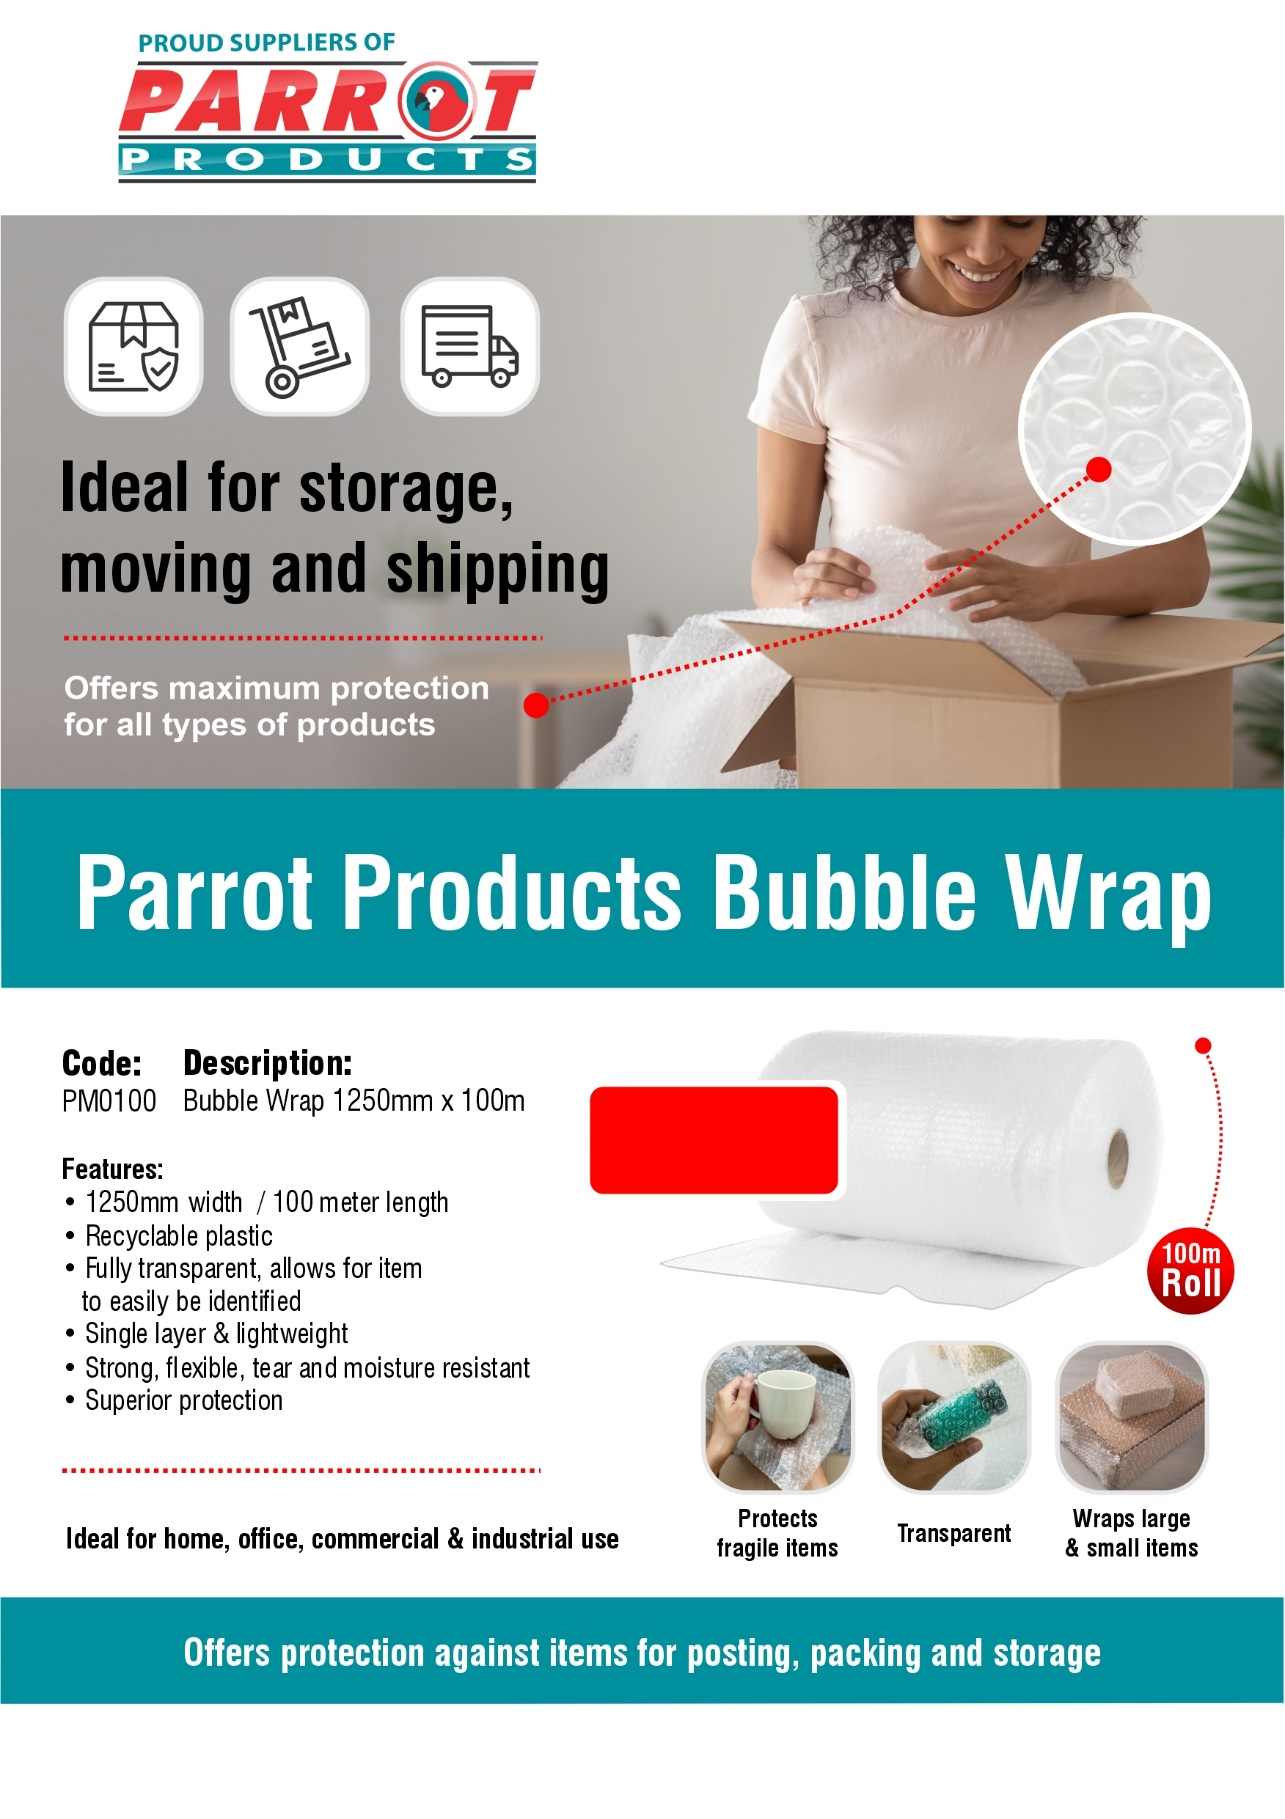 PROUD SUPPLIERS OF
PARROT
PRODUCTS
Ideal for storage,
moving and shipping
Offers maximum protection
for all types of products
Parrot Products Bubble Wrap
Code: Description:
PM0100 Bubble Wrap 1250mm x 100m
Features:
• 1250mm width / 100 meter length
• Recyclable plastic
• Fully transparent, allows for item
to easily be identified
• Single layer & lightweight
• Strong, flexible, tear and moisture resistant
• Superior protection
100m
Roll
Ideal for home, office, commercial & industrial use
Protects
fragile items
Transparent
Wraps large
& small items
Offers protection against items for posting, packing and storage